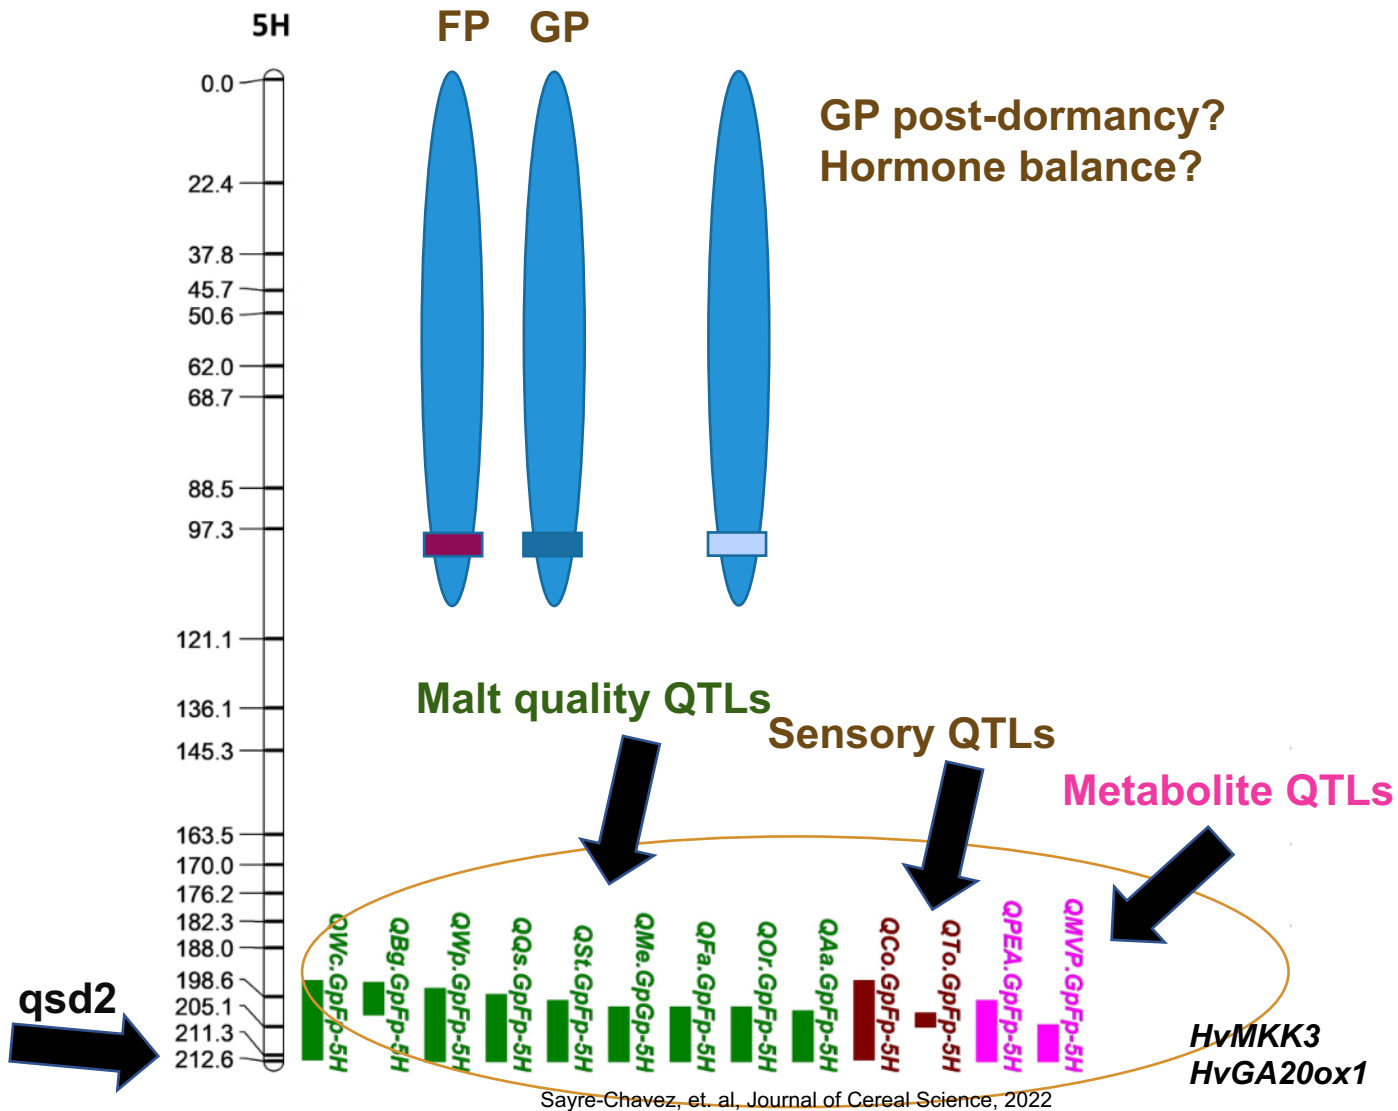 5H
FP GP
0.0
22.4
37.8
45.7
50.6
62.0
68.7
88.5
97.3
121.1
136.1
145.3
163.5
170.0
176.2
182.3
188.0
198.6
205.1
211.3
212.6
GP post-dormancy?
Hormone balance?
Malt quality QTLs
Sensory QTLs
Metabolite QTLs
qsd2
QWc.GpFp-5H
QBg.GpFp-5H
QWp.GpFp-5H
QQs.GpFp-5H
QSt.GpFp-5H
QMe.GpGp-5H
QFa.GpFp-5H
QOr.GpFp-5H
QAa.GpFp-5H
QCo.GpFp-5H
QTo.GpFp-5H
QPEA.GpFp-5H
QMVP.GpFp-5H
HvMKK3
HvGA20ox1
Sayre-Chavez, et. al, Journal of Cereal Science, 2022